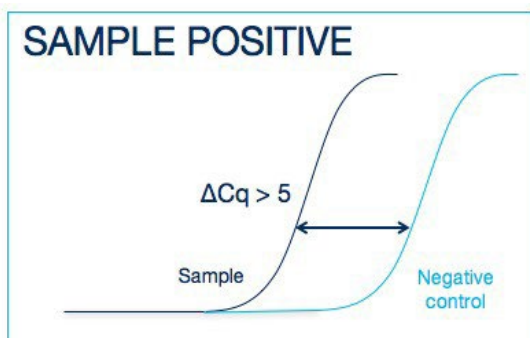 SAMPLE POSITIVE
ΔCq > 5
Sample
Negative
control